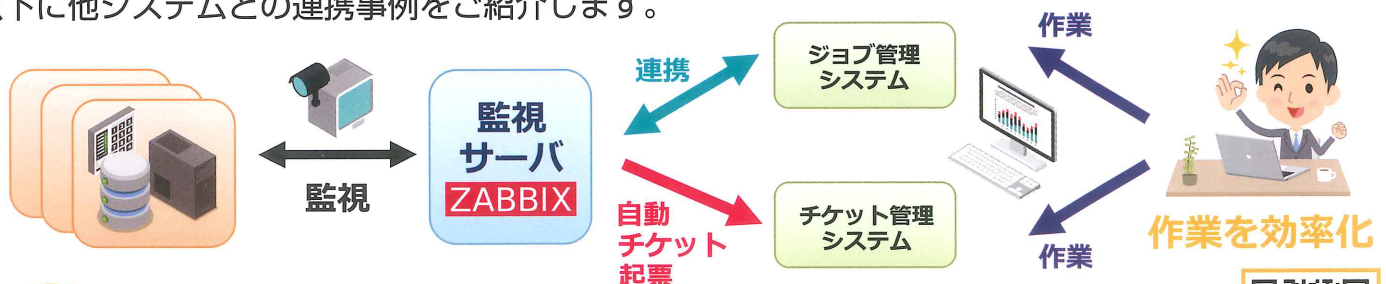 下に他システムとの連携事例をご紹介します。
監視
監視
サーバ
ZABBIX
連携
自動
チケット
起票
ジョブ管理
システム
チケット管理
システム
作業
作業
作業を効率化